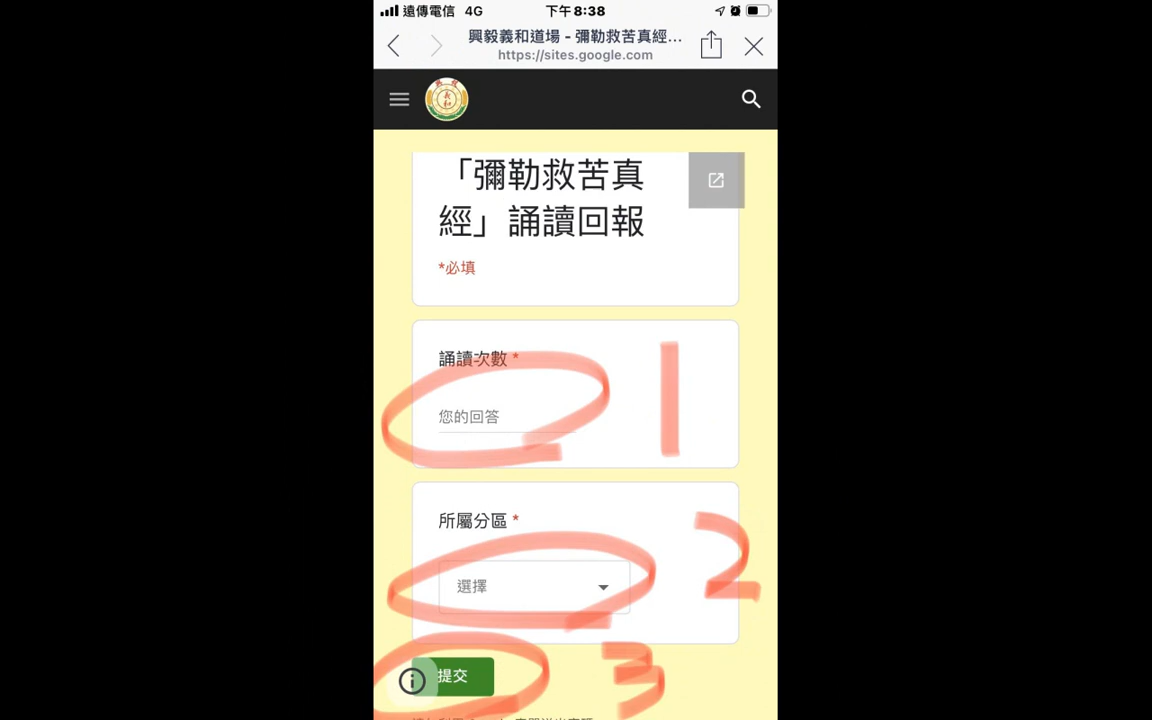 遠傳電信 4G 下午8:38
興毅義和道場 - 彌勒救苦真經...
https://sites.google.com
「彌勒救苦真
經」誦讀回報
*必填
誦讀次數 *
您的回答
1
所屬分區 *
選擇
2
提交
3